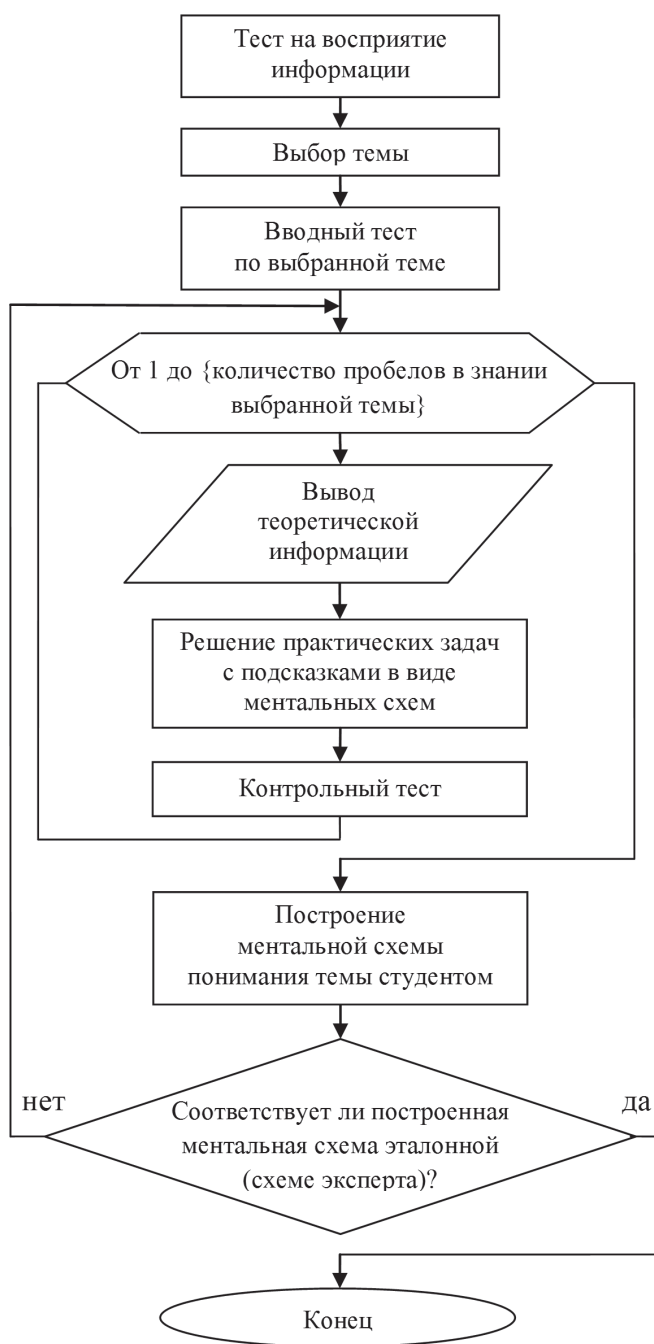 Тест на восприятие
информации
Выбор темы
Вводный тест
по выбранной теме
От 1 до {количество пробелов в знании
выбранной темы}
Вывод
теоретической
информации
Решение практических задач
с подсказками в виде
ментальных схем
Контрольный тест
Построение
ментальной схемы
понимания темы студентом
нет
да
Соответствует ли построенная
ментальная схема эталонной
(схеме эксперта)?
Конец